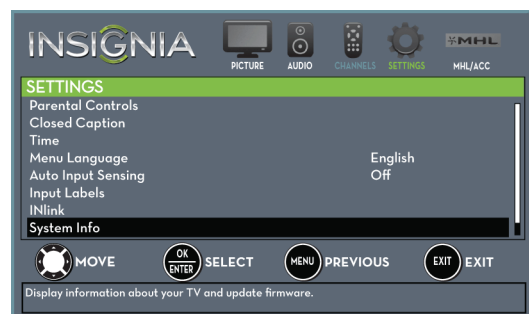 INSIGNIA
PICTURE AUDIO CHANNELS SETTINGS MHL MHL/ACC
SETTINGS
Parental Controls
Closed Caption
Time
Menu Language English
Auto Input Sensing Off
Input Labels
INlink
System Info
MOVE OK ENTER SELECT MENU PREVIOUS EXIT EXIT
Display information about your TV and update firmware.